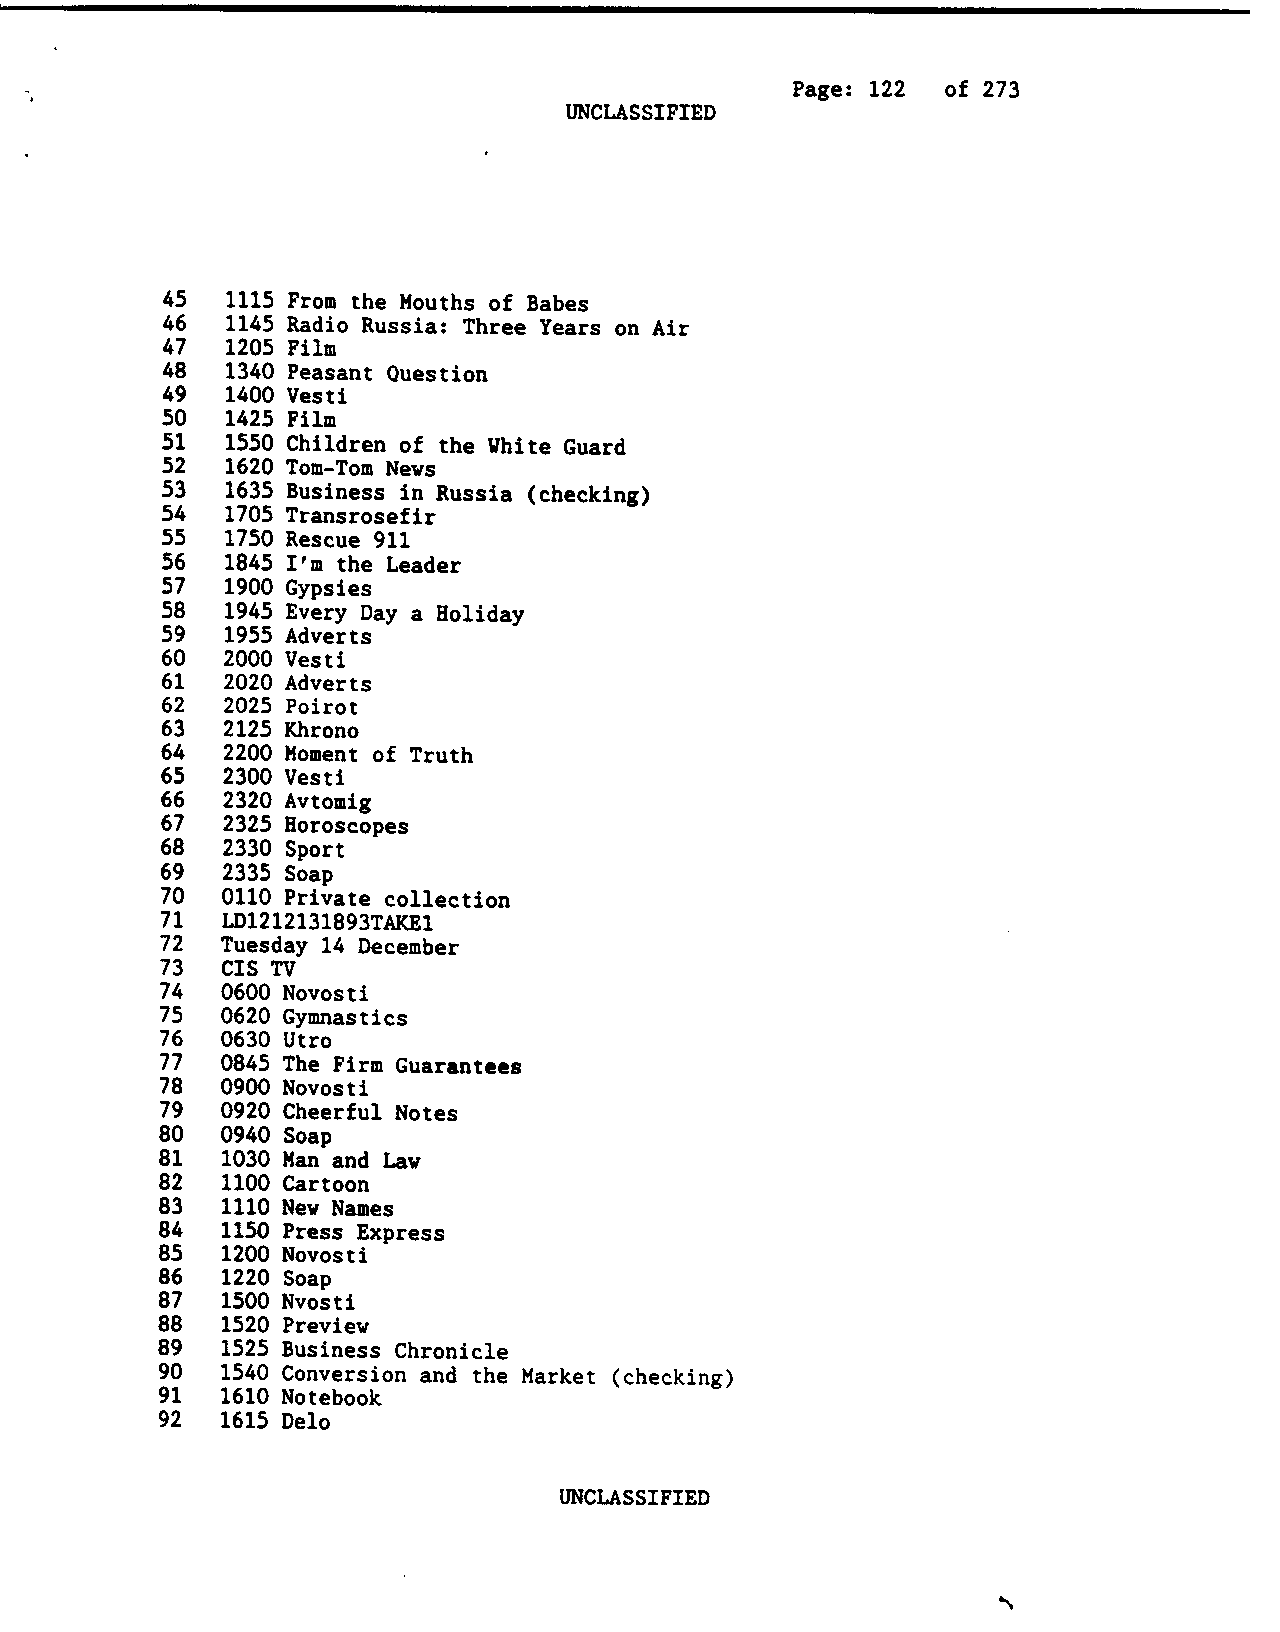 Page: 122 of 273
UNCLASSIFIED
45 1115 From the Mouths of Babes
46 1145 Radio Russia: Three Years on Air
47 1205 Film
48 1340 Peasant Question
49 1400 Vesti
50 1425 Film
51 1550 Children of the White Guard
52 1620 Tom-Tom News
53 1635 Business in Russia (checking)
54 1705 Transrosefir
55 1750 Rescue 911
56 1845 I'm the Leader
57 1900 Gypsies
58 1945 Every Day a Holiday
59 1955 Adverts
60 2000 Vesti
61 2020 Adverts
62 2025 Poirot
63 2125 Khrono
64 2200 Moment of Truth
65 2300 Vesti
66 2320 Avtomig
67 2325 Horoscopes
68 2330 Sport
69 2335 Soap
70 0110 Private collection
71 LD1212131893TAKE1
72 Tuesday 14 December
73 CIS TV
74 0600 Novosti
75 0620 Gymnastics
76 0630 Utro
77 0845 The Firm Guarantees
78 0900 Novosti
79 0920 Cheerful Notes
80 0940 Soap
81 1030 Man and Law
82 1100 Cartoon
83 1110 New Names
84 1150 Press Express
85 1200 Novosti
86 1220 Soap
87 1500 Nvosti
88 1520 Preview
89 1525 Business Chronicle
90 1540 Conversion and the Market (checking)
91 1610 Notebook
92 1615 Delo
UNCLASSIFIED